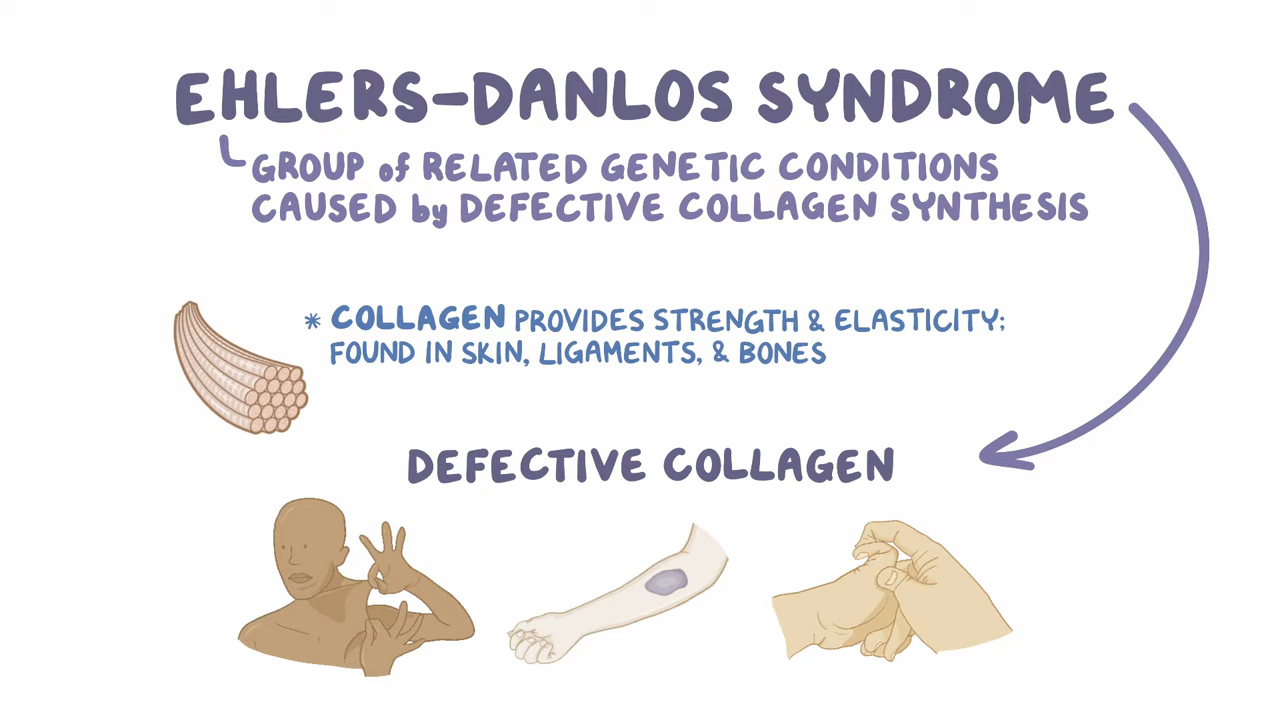 EHLERS-DANLOS SYNDROME
GROUP of RELATED GENETIC CONDITIONS
CAUSED by DEFECTIVE COLLAGEN SYNTHESIS
* COLLAGEN PROVIDES STRENGTH & ELASTICITY;
FOUND IN SKIN, LIGAMENTS, & BONES
DEFECTIVE COLLAGEN